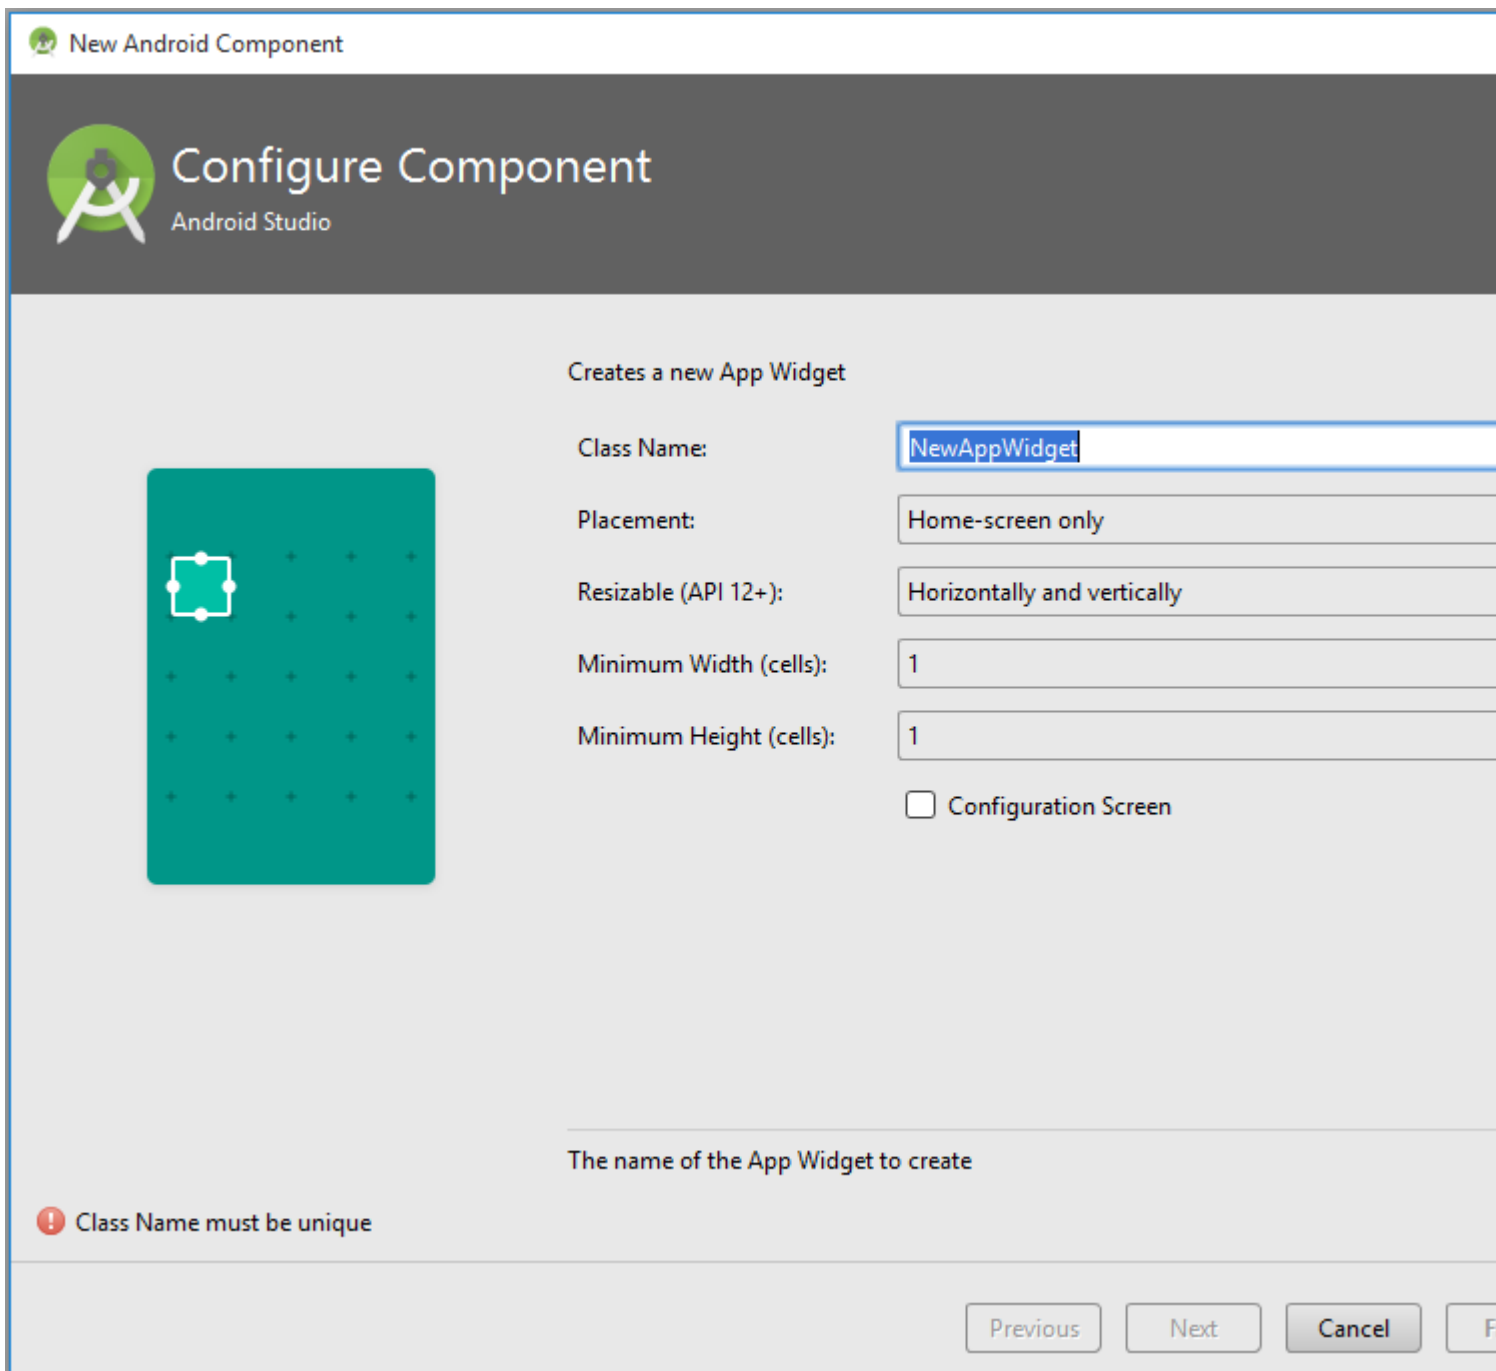 New Android Component
Configure Component
Android Studio
Creates a new App Widget
Class Name: NewAppWidget
Placement: Home-screen only
Resizable (API 12+): Horizontally and vertically
Minimum Width (cells): 1
Minimum Height (cells): 1
Configuration Screen
The name of the App Widget to create
Class Name must be unique
Previous Next Cancel